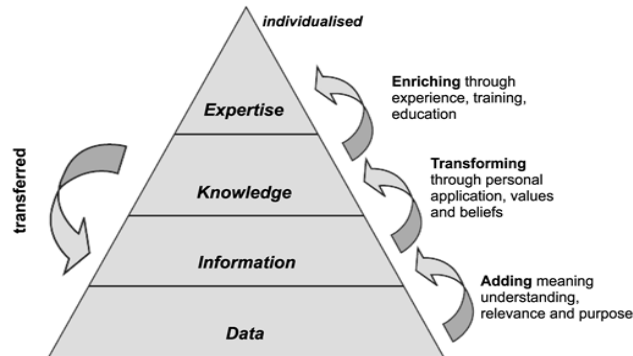 individualised
Expertise
Enriching through
experience, training,
education
transferred
Knowledge
Transforming
through personal
application, values
and beliefs
Information
Adding meaning
understanding,
relevance and purpose
Data